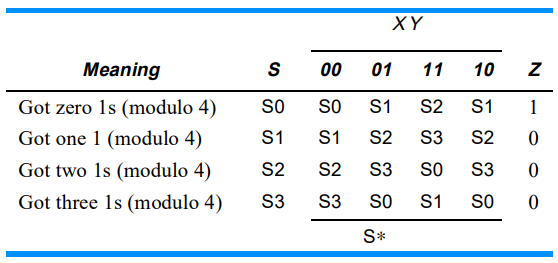 X Y
Meaning S 00 01 11 10 Z
Got zero 1s (modulo 4) S0 S0 S1 S2 S1 1
Got one 1 (modulo 4) S1 S1 S2 S3 S2 0
Got two 1s (modulo 4) S2 S2 S3 S0 S3 0
Got three 1s (modulo 4) S3 S3 S0 S1 S0 0
S*